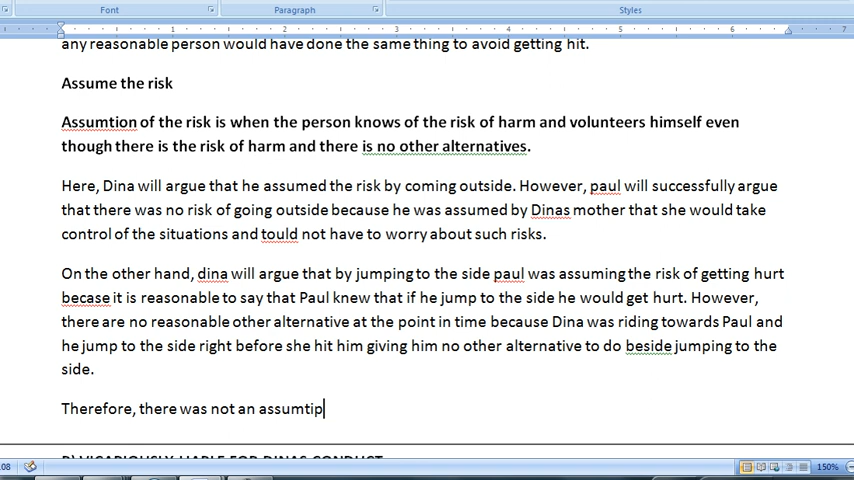 Font Paragraph Styles
1 2 3 4 5 6 7
any reasonable person would have done the same thing to avoid getting hit.
Assume the risk
Assumtion of the risk is when the person knows of the risk of harm and volunteers himself even
though there is the risk of harm and there is no other alternatives.
Here, Dina will argue that he assumed the risk by coming outside. However, paul will successfully argue
that there was no risk of going outside because he was assumed by Dinas mother that she would take
control of the situations and tould not have to worry about such risks.
On the other hand, dina will argue that by jumping to the side paul was assuming the risk of getting hurt
becase it is reasonable to say that Paul knew that if he jump to the side he would get hurt. However,
there are no reasonable other alternative at the point in time because Dina was riding towards Paul and
he jump to the side right before she hit him giving him no other alternative to do beside jumping to the
side.
Therefore, there was not an assumtip
B) VICARIOUSLY LIABLE FOR DINAS CONDUCT
08 150%